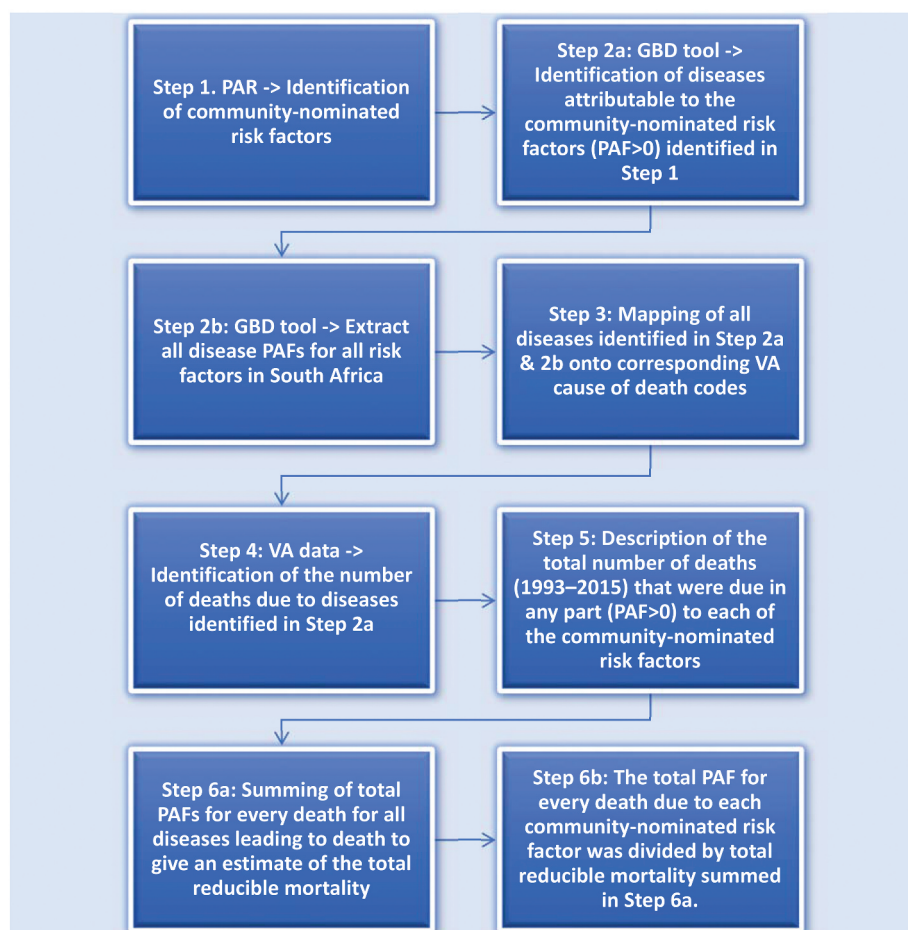 Step 1. PAR -> Identification
of community-nominated
risk factors
Step 2a: GBD tool ->
Identification of diseases
attributable to the
community-nominated risk
factors (PAF>0) identified in
Step 1
Step 2b: GBD tool -> Extract
all disease PAFs for all risk
factors in South Africa
Step 3: Mapping of all
diseases identified in Step 2a
& 2b onto corresponding VA
cause of death codes
Step 4: VA data ->
Identification of the number
of deaths due to diseases
identified in Step 2a
Step 5: Description of the
total number of deaths
(1993–2015) that were due in
any part (PAF>0) to each of
the community-nominated
risk factors
Step 6a: Summing of total
PAFs for every death for all
diseases leading to death to
give an estimate of the total
reducible mortality
Step 6b: The total PAF for
every death due to each
community-nominated risk
factor was divided by total
reducible mortality summed
in Step 6a.